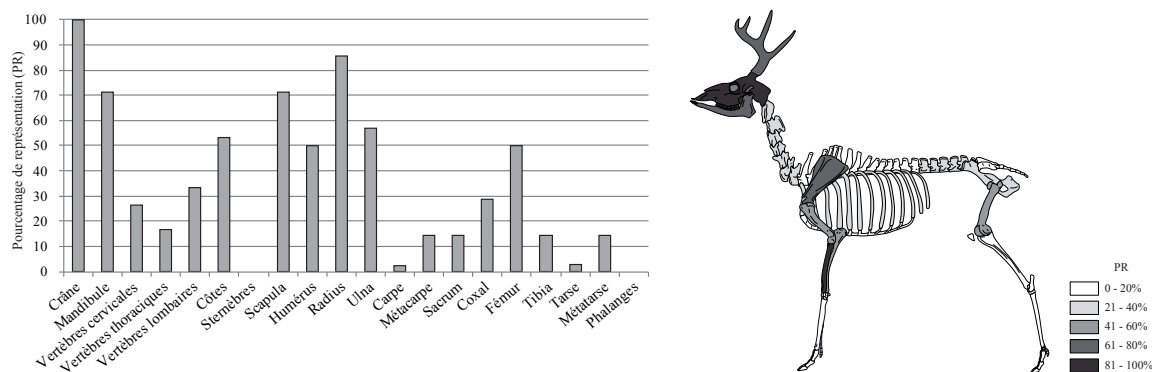 Pourcentage de représentation (PR)
100
90
80
70
60
50
40
30
20
10
0
Crâne
Mandibule
Vertèbres cervicales
Vertèbres thoraciques
Vertèbres lombaires
Côtes
Sternèbres
Scapula
Humérus
Radius
Ulna
Carpe
Métacarpe
Sacrum
Coxal
Fémur
Tibia
Tarse
Métatarse
Phalanges
PR
0 - 20%
21 - 40%
41 - 60%
61 - 80%
81 - 100%